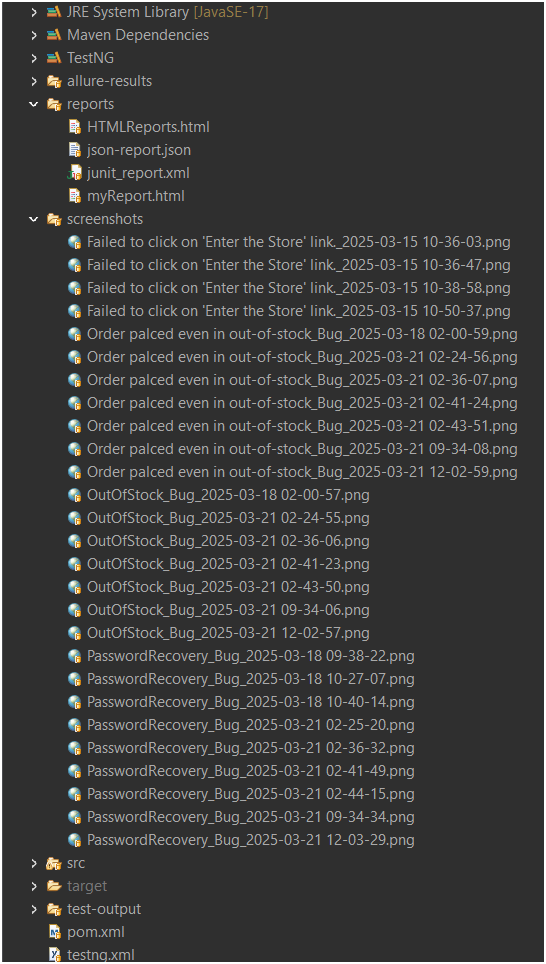 JRE System Library [JavaSE-17]
Maven Dependencies
TestNG
allure-results
reports
HTMLReports.html
json-report.json
junit_report.xml
myReport.html
screenshots
Failed to click on 'Enter the Store' link._2025-03-15 10-36-03.png
Failed to click on 'Enter the Store' link._2025-03-15 10-36-47.png
Failed to click on 'Enter the Store' link._2025-03-15 10-38-58.png
Failed to click on 'Enter the Store' link._2025-03-15 10-50-37.png
Order palced even in out-of-stock_Bug_2025-03-18 02-00-59.png
Order palced even in out-of-stock_Bug_2025-03-21 02-24-56.png
Order palced even in out-of-stock_Bug_2025-03-21 02-36-07.png
Order palced even in out-of-stock_Bug_2025-03-21 02-41-24.png
Order palced even in out-of-stock_Bug_2025-03-21 02-43-51.png
Order palced even in out-of-stock_Bug_2025-03-21 09-34-08.png
Order palced even in out-of-stock_Bug_2025-03-21 12-02-59.png
OutOfStock_Bug_2025-03-18 02-00-57.png
OutOfStock_Bug_2025-03-21 02-24-55.png
OutOfStock_Bug_2025-03-21 02-36-06.png
OutOfStock_Bug_2025-03-21 02-41-23.png
OutOfStock_Bug_2025-03-21 02-43-50.png
OutOfStock_Bug_2025-03-21 09-34-06.png
OutOfStock_Bug_2025-03-21 12-02-57.png
PasswordRecovery_Bug_2025-03-18 09-38-22.png
PasswordRecovery_Bug_2025-03-18 10-27-07.png
PasswordRecovery_Bug_2025-03-18 10-40-14.png
PasswordRecovery_Bug_2025-03-21 02-25-20.png
PasswordRecovery_Bug_2025-03-21 02-36-32.png
PasswordRecovery_Bug_2025-03-21 02-41-49.png
PasswordRecovery_Bug_2025-03-21 02-44-15.png
PasswordRecovery_Bug_2025-03-21 09-34-34.png
PasswordRecovery_Bug_2025-03-21 12-03-29.png
src
target
test-output
pom.xml
testng.xml